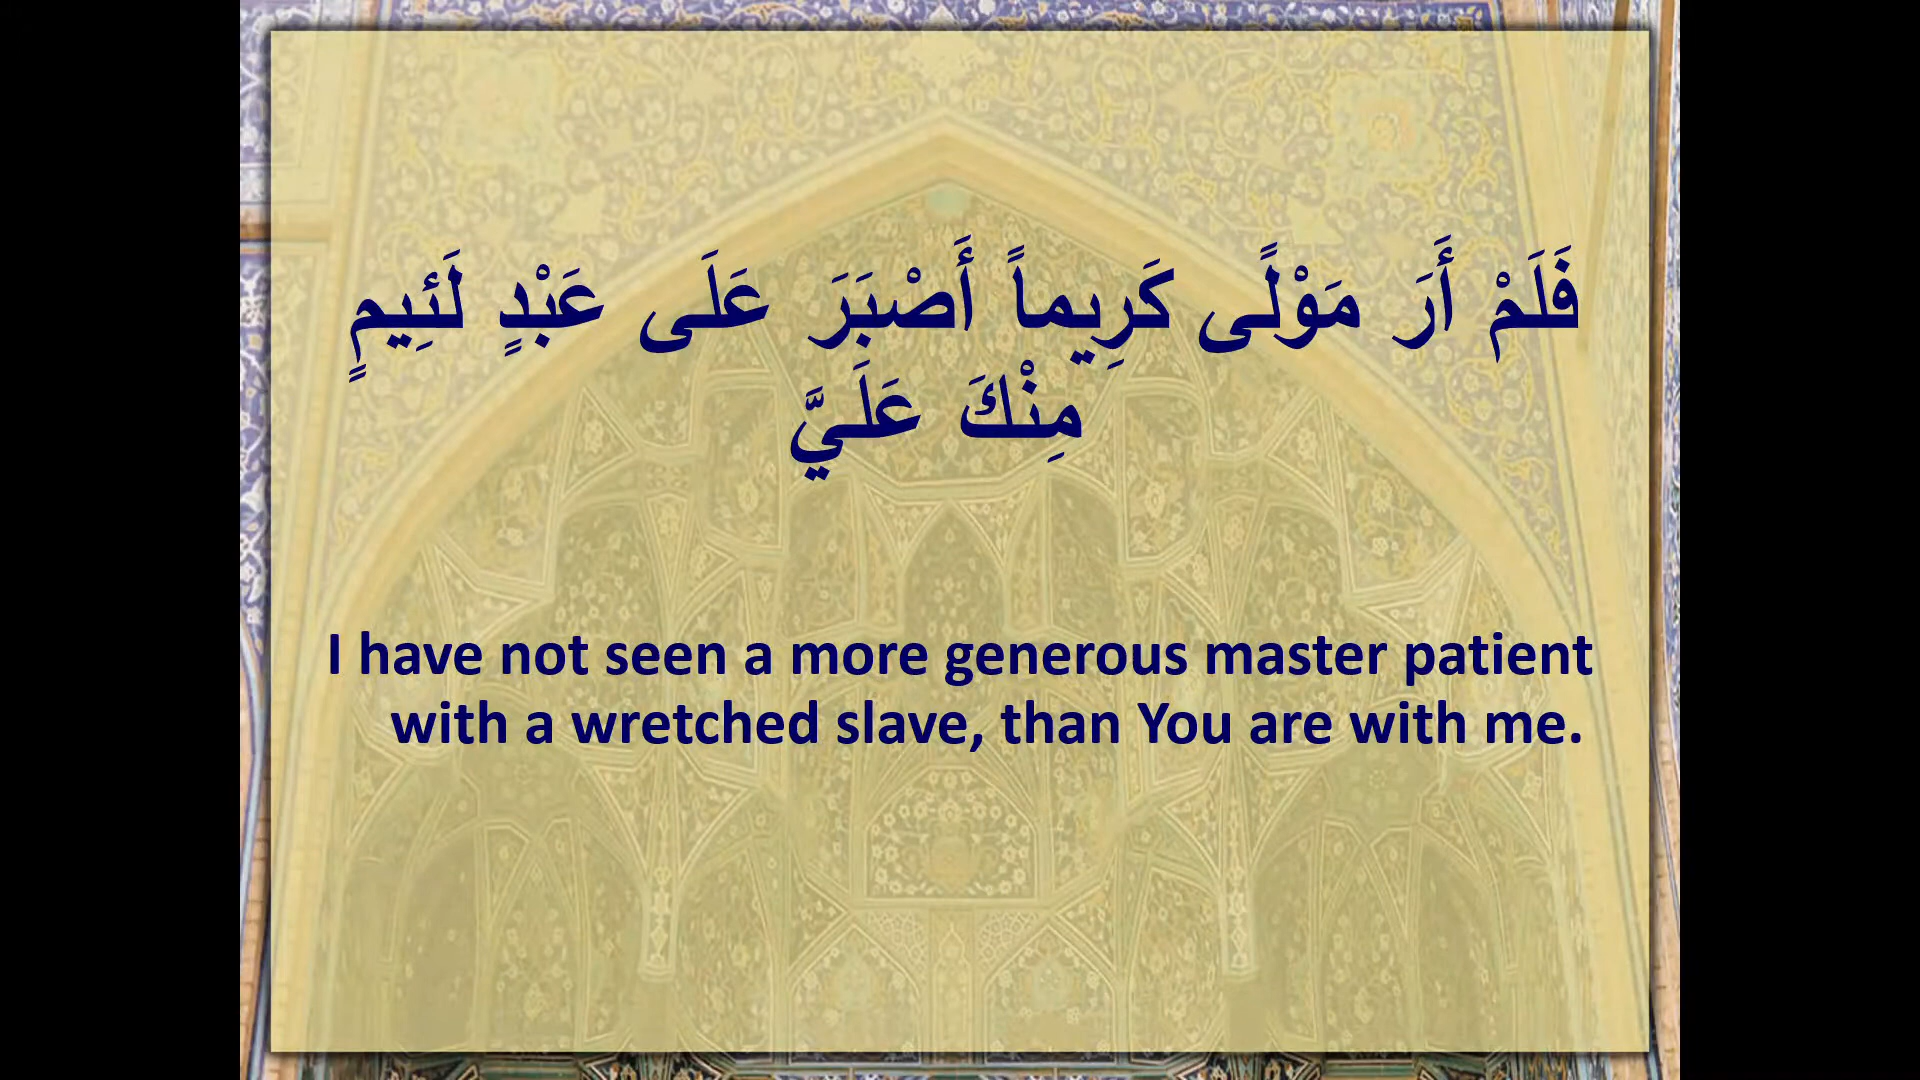 فَلَمْ أَرَ مَوْلًى كَرِيماً أَصْبَرَ عَلَى عَبْدٍ لَئِيمٍ
مِنْكَ عَلَيَّ
I have not seen a more generous master patient
with a wretched slave, than You are with me.